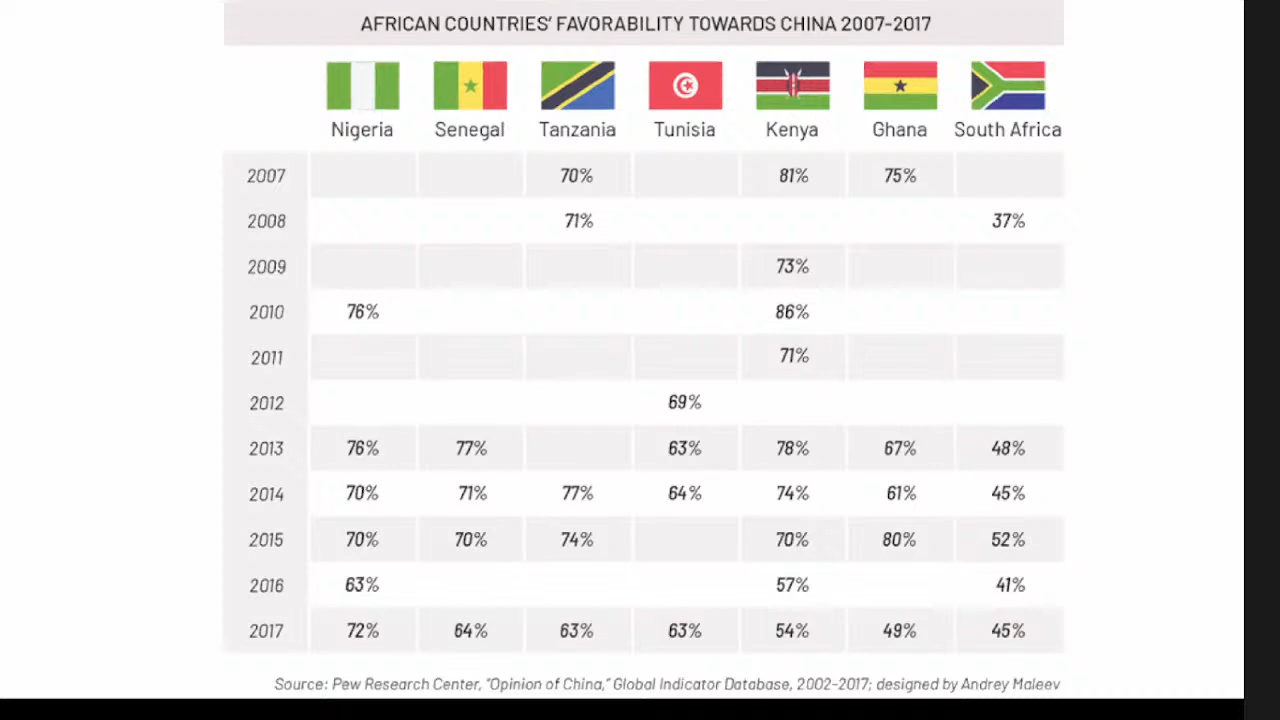 AFRICAN COUNTRIES' FAVORABILITY TOWARDS CHINA 2007-2017
Nigeria Senegal Tanzania Tunisia Kenya Ghana South Africa
2007 70% 81% 75%
2008 71% 37%
2009 73%
2010 76% 86%
2011 71%
2012 69%
2013 76% 77% 63% 78% 67% 48%
2014 70% 71% 77% 64% 74% 61% 45%
2015 70% 70% 74% 70% 80% 52%
2016 63% 57% 41%
2017 72% 64% 63% 63% 54% 49% 45%
Source: Pew Research Center, "Opinion of China," Global Indicator Database, 2002-2017; designed by Andrey Maleev